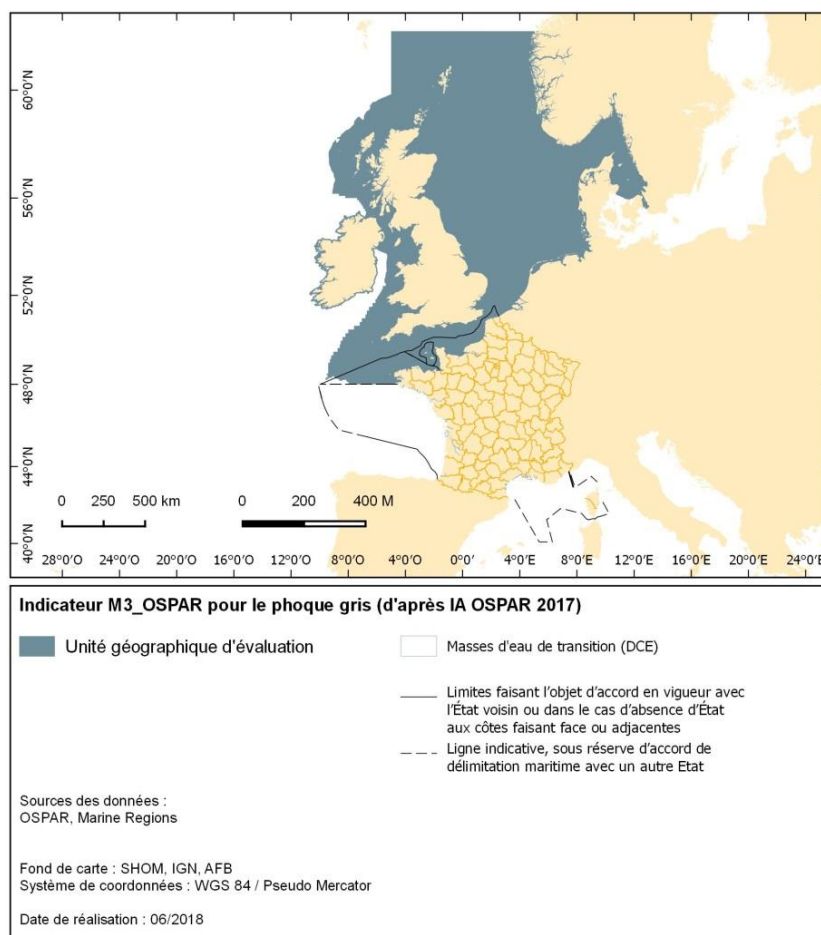 60°0'N
56°0'N
52°0'N
48°0'N
44°0'N
40°0'N
0 250 500 km
0 200 400 M
28°0'O 24°0'O 20°0'O 16°0'O 12°0'O 8°0'O 4°0'O 0°0' 4°0'E 8°0'E 12°0'E 16°0'E 20°0'E 24°0'E
Indicateur M3_OSPAR pour le phoque gris (d'après IA OSPAR 2017)
Unité géographique d'évaluation
Masses d'eau de transition (DCE)
Limites faisant l'objet d'accord en vigueur avec
l'État voisin ou dans le cas d'absence d'État
aux côtes faisant face ou adjacentes
Ligne indicative, sous réserve d'accord de
délimitation maritime avec un autre Etat
Sources des données :
OSPAR, Marine Regions
Fond de carte : SHOM, IGN, AFB
Système de coordonnées : WGS 84 / Pseudo Mercator
Date de réalisation : 06/2018